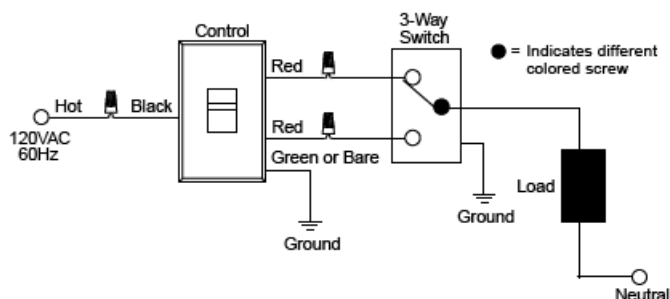 Control
3-Way
Switch
= Indicates different
colored screw
Red
Hot
Black
120VAC
60Hz
Red
Green or Bare
Ground
Ground
Load
Neutral